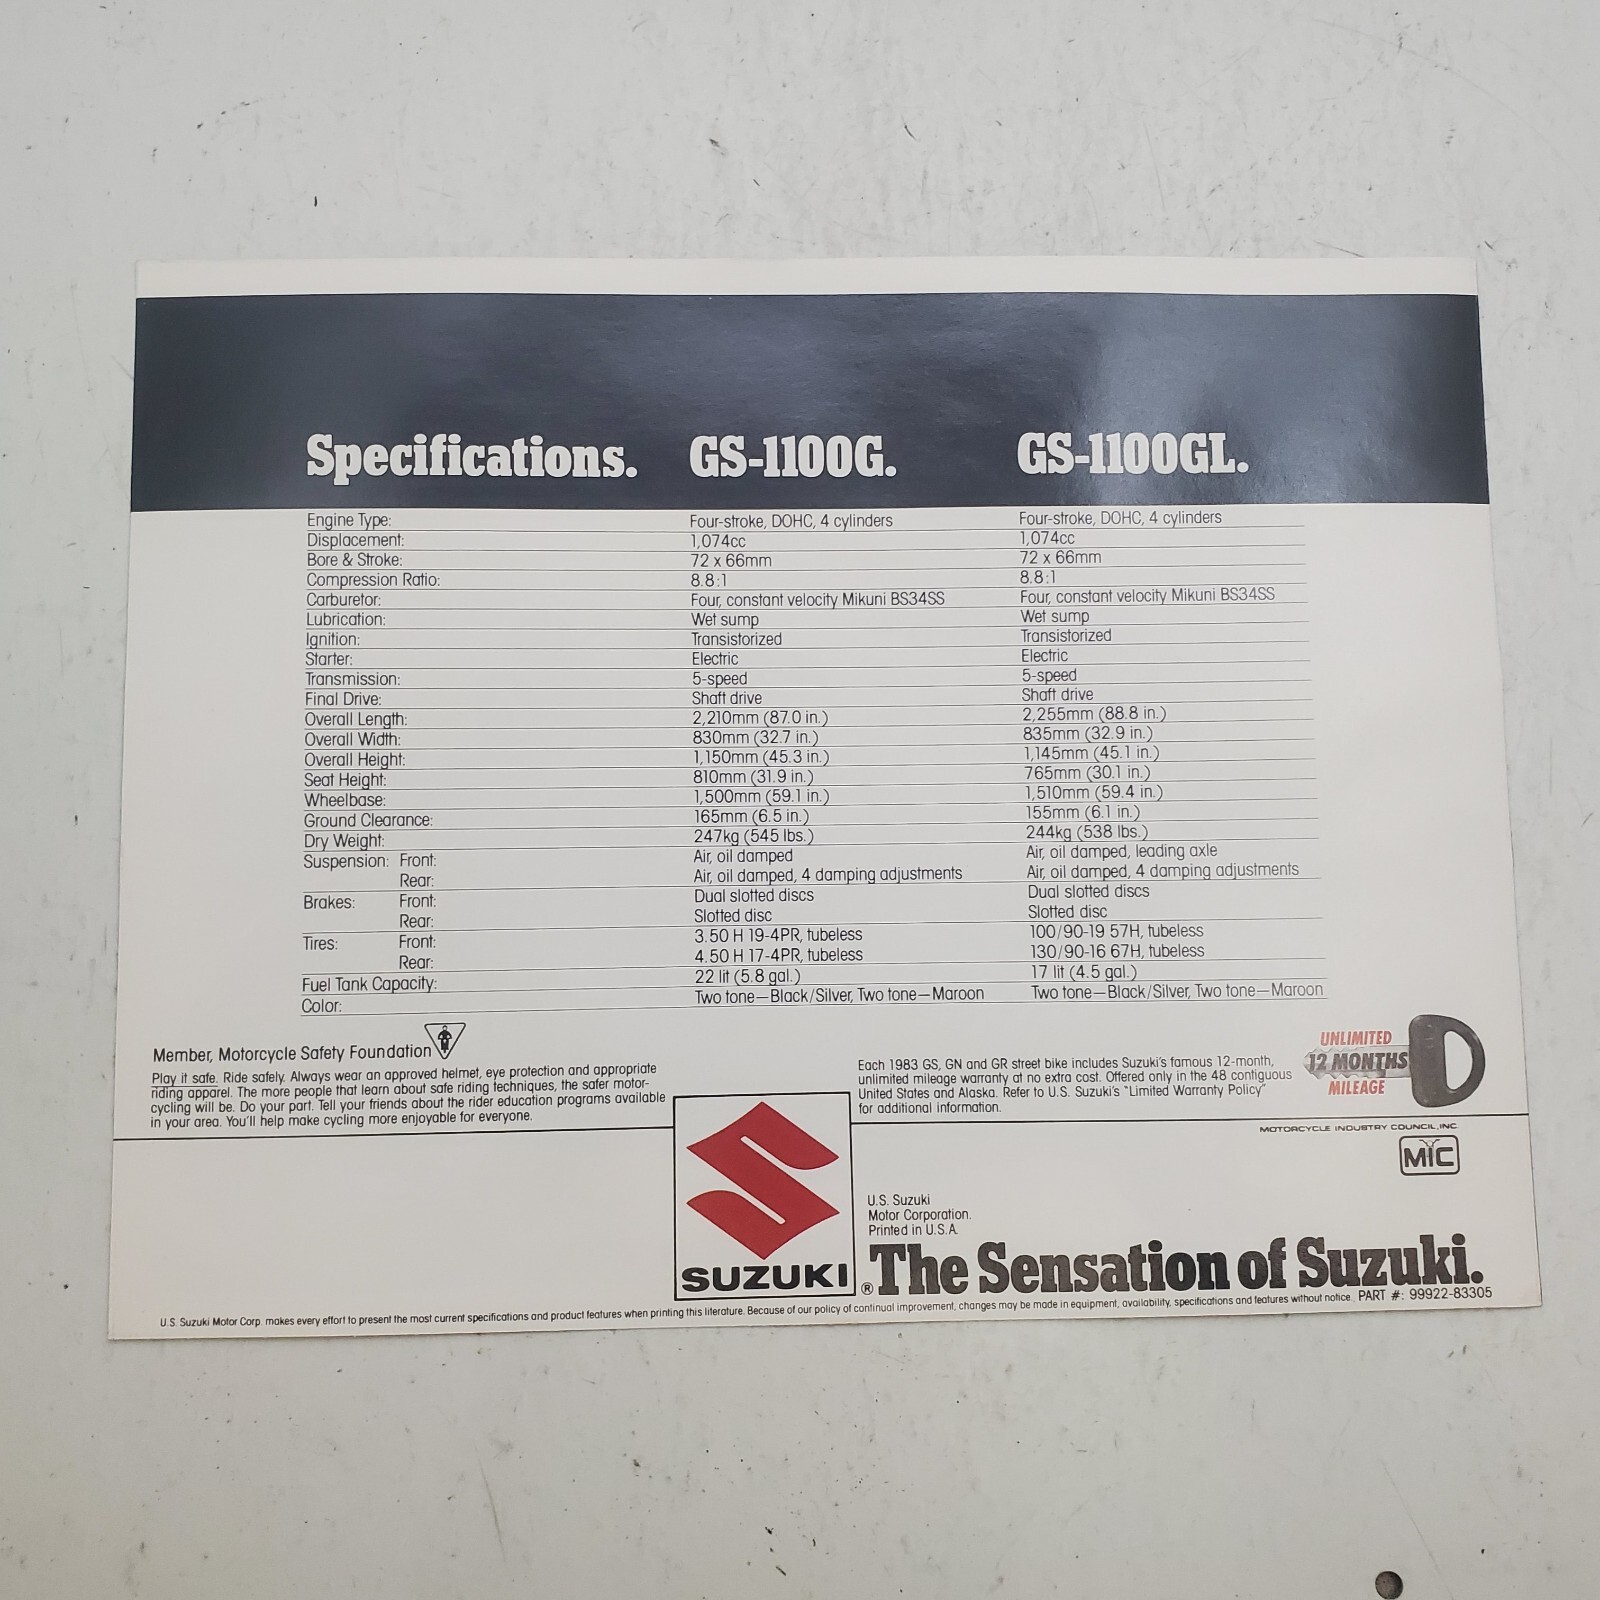 Specifications. GS-1100G. GS-1100GL.
Engine Type: Four-stroke, DOHC, 4 cylinders Four-stroke, DOHC, 4 cylinders
Displacement: 1,074cc 1,074cc
Bore & Stroke: 72 x 66mm 72 x 66mm
Compression Ratio: 8.8:1 8.8:1
Carburetor: Four, constant velocity Mikuni BS34SS Four, constant velocity Mikuni BS34SS
Lubrication: Wet sump Wet sump
Ignition: Transistorized Transistorized
Starter: Electric Electric
Transmission: 5-speed 5-speed
Final Drive: Shaft drive Shaft drive
Overall Length: 2,210mm (87.0 in.) 2,255mm (88.8 in.)
Overall Width: 830mm (32.7 in.) 835mm (32.9 in.)
Overall Height: 1,150mm (45.3 in.) 1,145mm (45.1 in.)
Seat Height: 810mm (31.9 in.) 765mm (30.1 in.)
Wheelbase: 1,500mm (59.1 in.) 1,510mm (59.4 in.)
Ground Clearance: 165mm (6.5 in.) 155mm (6.1 in.)
Dry Weight: 247kg (545 lbs.) 244kg (538 lbs.)
Suspension: Front: Air, oil damped Air, oil damped, leading axle
Rear: Air, oil damped, 4 damping adjustments Air, oil damped, 4 damping adjustments
Brakes: Front: Dual slotted discs Dual slotted discs
Rear: Slotted disc Slotted disc
Tires: Front: 3.50 H 19-4PR, tubeless 100/90-19 57H, tubeless
Rear: 4.50 H 17-4PR, tubeless 130/90-16 67H, tubeless
Fuel Tank Capacity: 22 lit (5.8 gal.) 17 lit (4.5 gal.)
Color: Two tone—Black/Silver, Two tone—Maroon Two tone—Black/Silver, Two tone—Maroon
Member, Motorcycle Safety Foundation
Play it safe. Ride safely. Always wear an approved helmet, eye protection and appropriate
riding apparel. The more people that learn about safe riding techniques, the safer motor-
cycling will be. Do your part. Tell your friends about the rider education programs available
in your area. You'll help make cycling more enjoyable for everyone.
Each 1983 GS, GN and GR street bike includes Suzuki's famous 12-month,
unlimited mileage warranty at no extra cost. Offered only in the 48 contiguous
United States and Alaska. Refer to U.S. Suzuki's "Limited Warranty Policy"
for additional information.
UNLIMITED
12 MONTHS
MILEAGE
MOTORCYCLE INDUSTRY COUNCIL, INC.
MIC
SUZUKI
U.S. Suzuki
Motor Corporation.
Printed in U.S.A.
® The Sensation of Suzuki.
U.S. Suzuki Motor Corp. makes every effort to present the most current specifications and product features when printing this literature. Because of our policy of continual improvement, changes may be made in equipment, availability, specifications and features without notice. PART #: 99922-83305